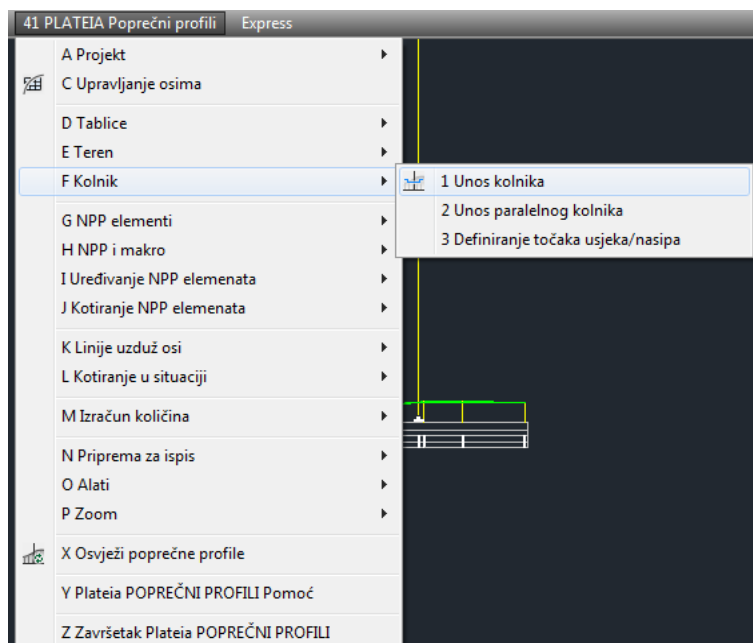 41 PLATEIA Poprečni profili Express
A Projekt
C Upravljanje osima
D Tablice
E Teren
F Kolnik
1 Unos kolnika
2 Unos paralelnog kolnika
3 Definiranje točaka usjeka/nasipa
G NPP elementi
H NPP i makro
I Uređivanje NPP elemenata
J Kotiranje NPP elemenata
K Linije uzduž osi
L Kotiranje u situaciji
M Izračun količina
N Priprema za ispis
O Alati
P Zoom
X Osvježi poprečne profile
Y Plateia POPREČNI PROFILI Pomoć
Z Završetak Plateia POPREČNI PROFILI